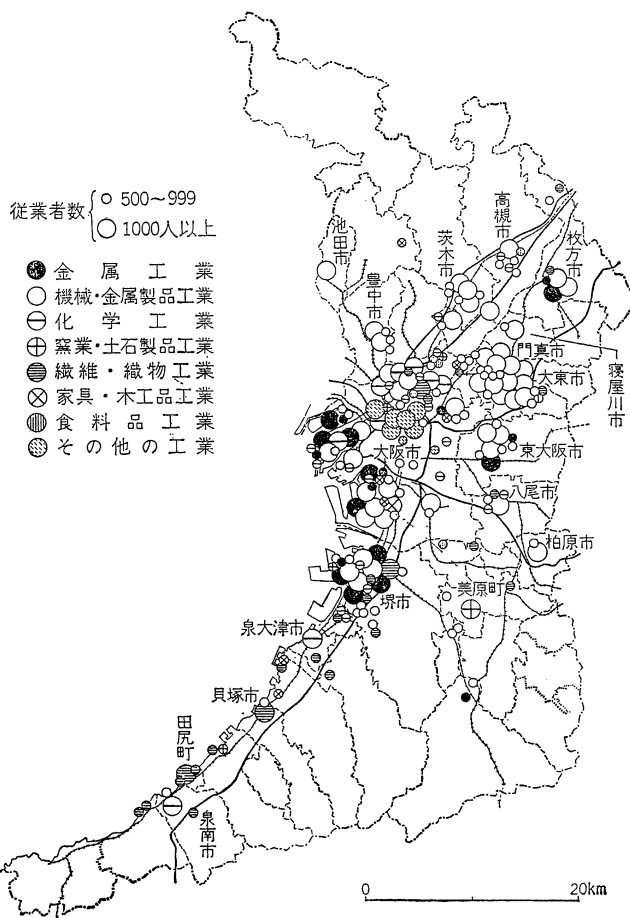 従業者数 500～999
1000人以上
金属工業
機械・金属製品工業
化学工業
窯業・土石製品工業
繊維・織物工業
家具・木工品工業
食料品工業
その他の工業
池田市
豊中市
茨木市
高槻市
枚方市
門真市
寝屋川市
大東市
大阪市
東大阪市
八尾市
柏原市
美原町
堺市
泉大津市
貝塚市
田尻町
泉南市
0 20km